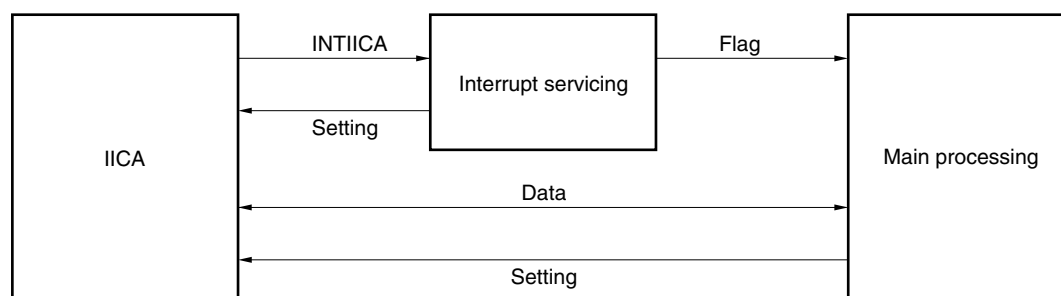 INTIICA
Flag
Interrupt servicing
Setting
IICA
Main processing
Data
Setting